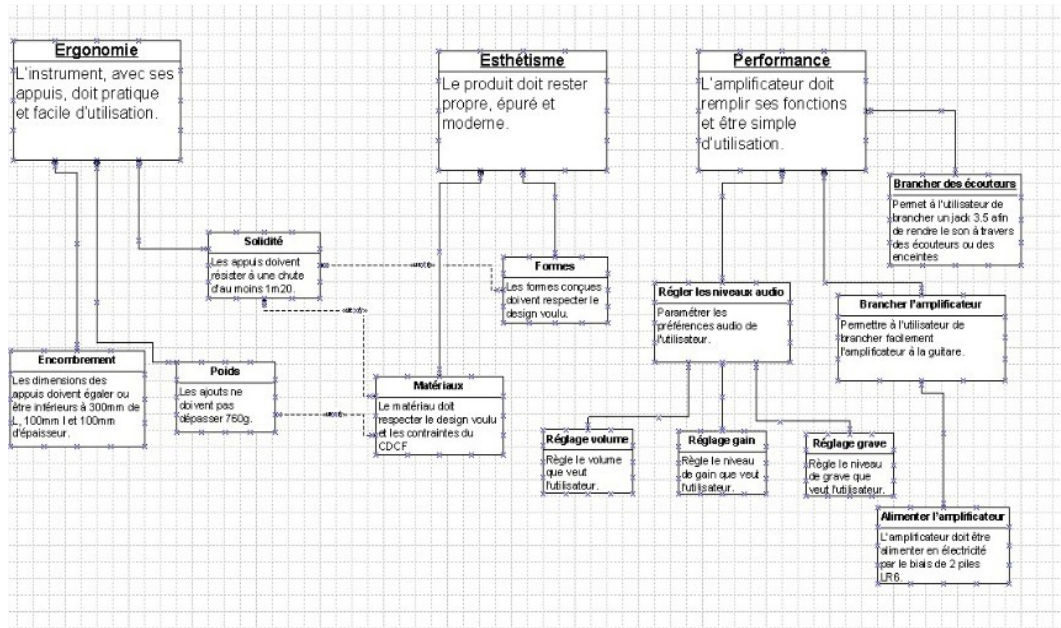 Ergonomie
L'instrument, avec ses
appuis, doit pratique
et facile d'utilisation.
Esthétisme
Le produit doit rester
propre, épuré et
moderne.
Performance
L'amplificateur doit
remplir ses fonctions
et être simple
d'utilisation.
Brancher des écouteurs
Permet à l'utilisateur de
brancher un jack 3.5 afin
de rendre le son à travers
des écouteurs ou des
enceintes
Solidité
Les appuis doivent
résister à une chute
d'au moins 1m20.
Formes
Les formes conçues
doivent respecter le
design voulu.
Régler les niveaux audio
Paramétrer les
préférences audio de
l'utilisateur.
Brancher l'amplificateur
Permettre à l'utilisateur de
brancher facilement
l'amplificateur à la guitare.
Encombrement
Les dimensions des
appuis doivent égaler ou
être inférieurs à 300mm de
L, 100mm l et 100mm
d'épaisseur.
Poids
Les ajouts ne
doivent pas
dépasser 760g.
Matériaux
Le matériau doit
respecter le design voulu
et les contraintes du
CDCF
Réglage volume
Règle le volume
que veut
l'utilisateur.
Réglage gain
Règle le niveau
de gain que veut
l'utilisateur.
Réglage grave
Règle le niveau
de grave que
veut l'utilisateur.
Alimenter l'amplificateur
L'amplificateur doit être
alimenter en électricité
par le biais de 2 piles
LR6.